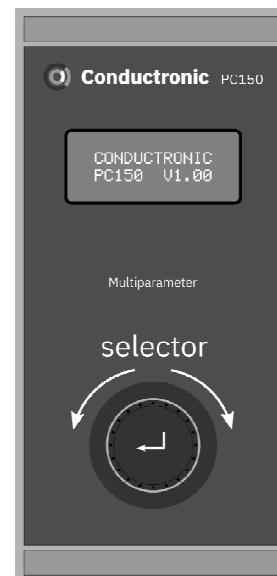 Conductronic PC150
CONDUCTRONIC
PC150 V1.00
Multiparameter
selector